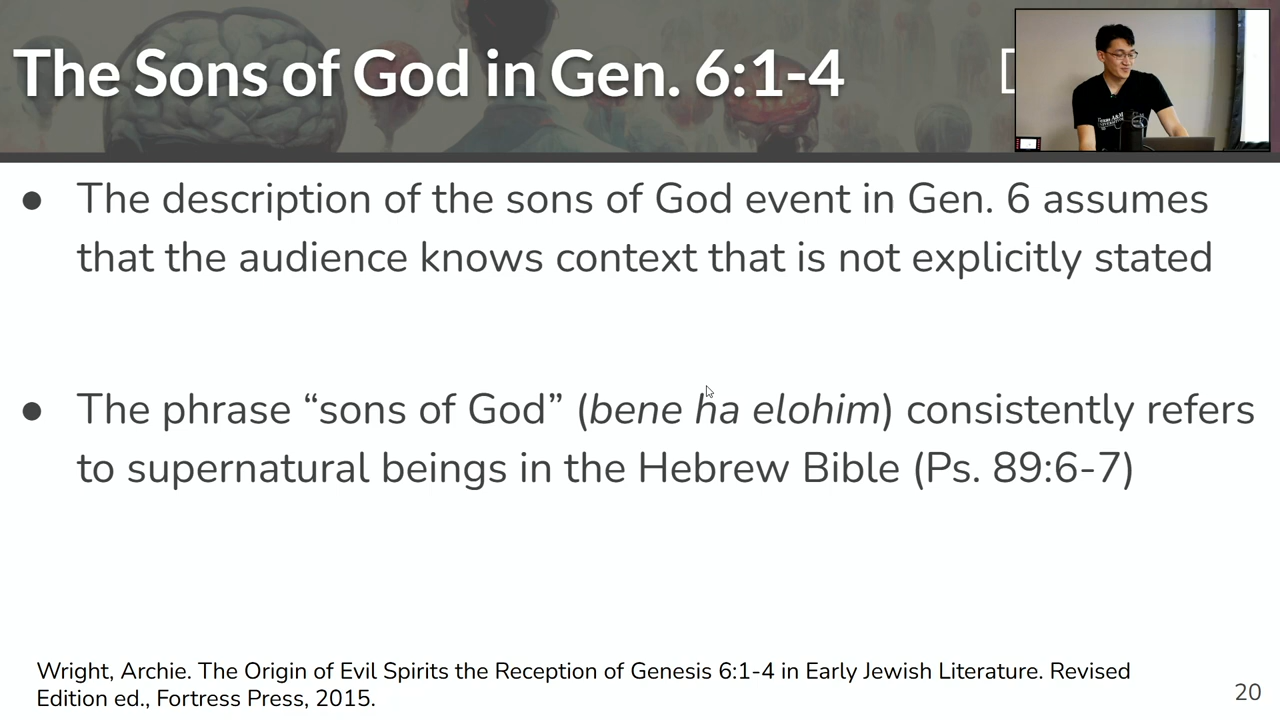 The Sons of God in Gen. 6:1-4
● The description of the sons of God event in Gen. 6 assumes
that the audience knows context that is not explicitly stated
● The phrase “sons of God” (bene ha elohim) consistently refers
to supernatural beings in the Hebrew Bible (Ps. 89:6-7)
Wright, Archie. The Origin of Evil Spirits the Reception of Genesis 6:1-4 in Early Jewish Literature. Revised
Edition ed., Fortress Press, 2015.
20